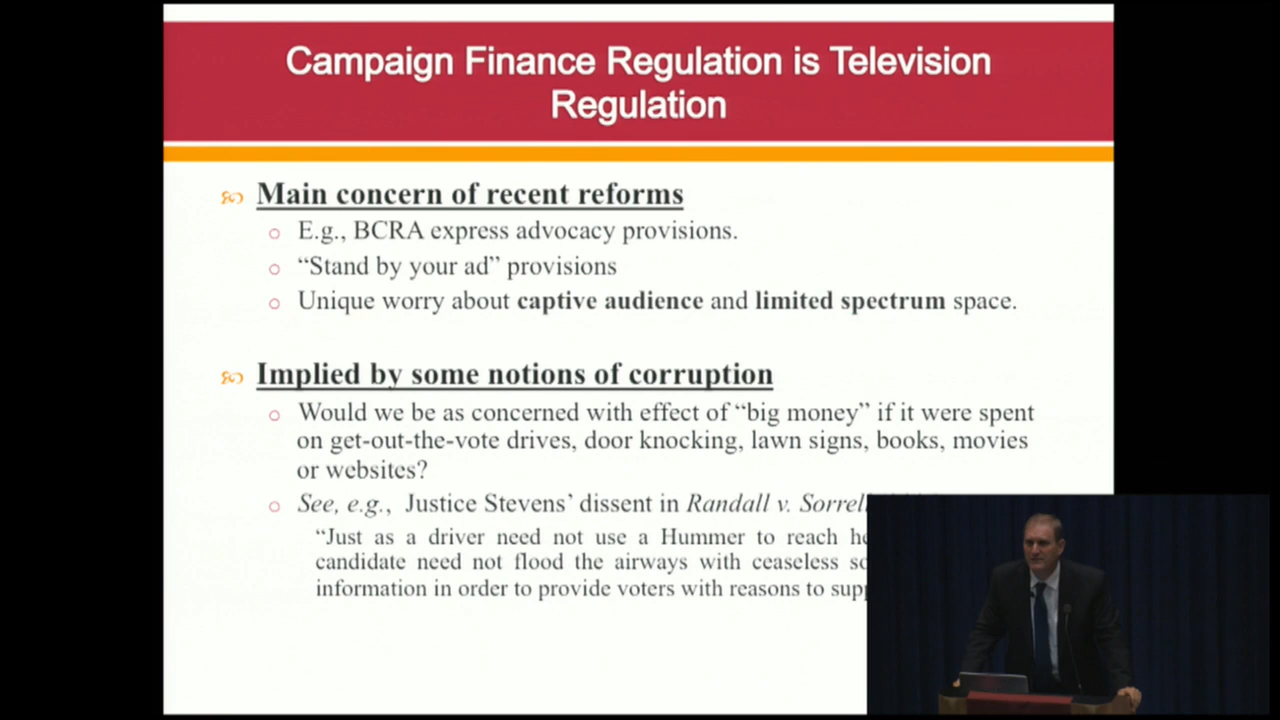 Campaign Finance Regulation is Television
Regulation
Main concern of recent reforms
E.g., BCRA express advocacy provisions.
“Stand by your ad” provisions
Unique worry about captive audience and limited spectrum space.
Implied by some notions of corruption
Would we be as concerned with effect of “big money” if it were spent
on get-out-the-vote drives, door knocking, lawn signs, books, movies
or websites?
See, e.g., Justice Stevens’ dissent in Randall v.
“Just as a driver need not use a Hummer to reach
candidate need not flood the airways with ceaseless
information in order to provide voters with reasons to